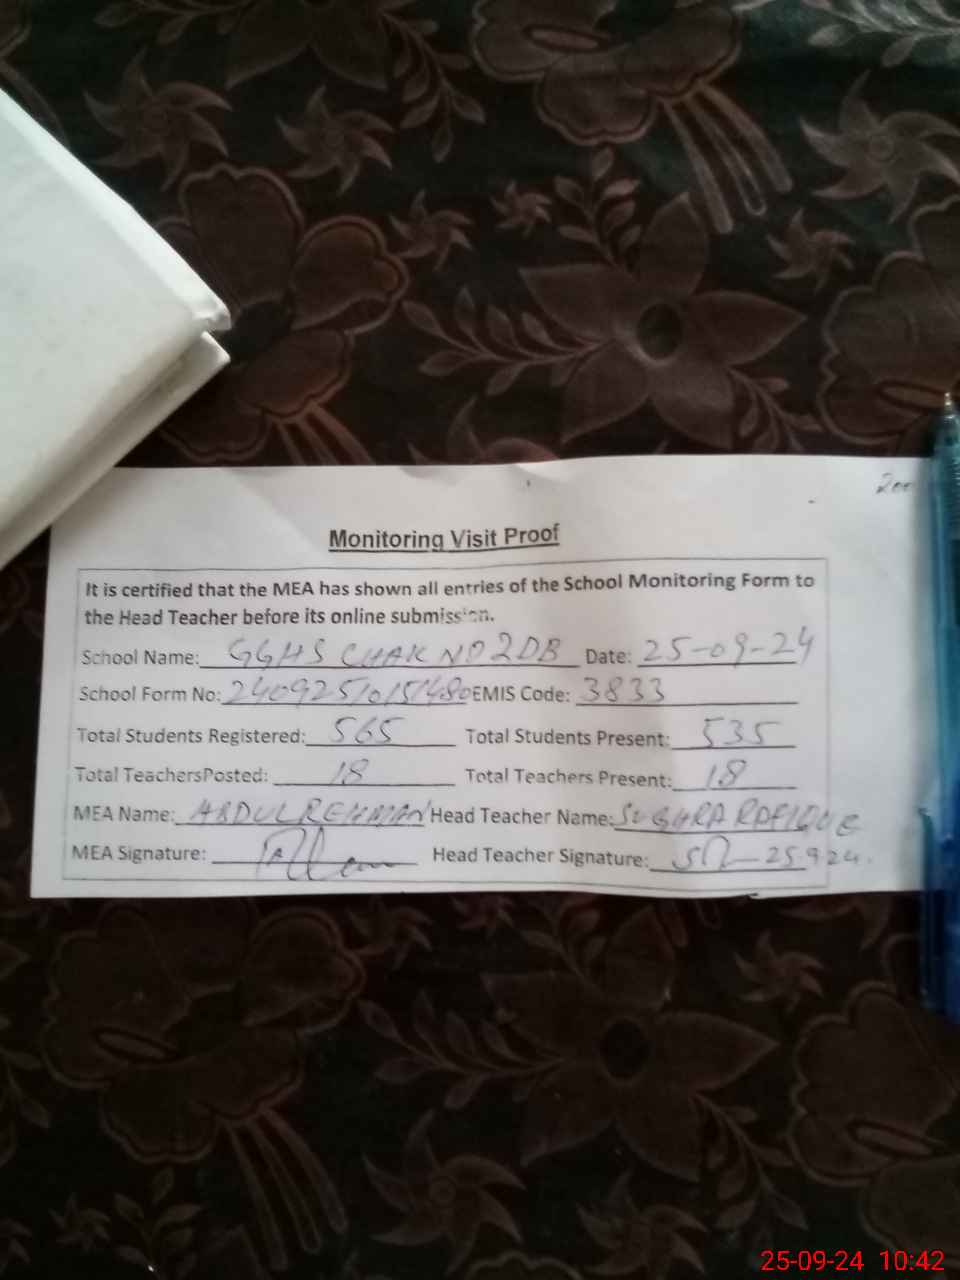 200
Monitoring Visit Proof
It is certified that the MEA has shown all entries of the School Monitoring Form to
the Head Teacher before its online submission.
School Name: GGHS CHAK NO 2DB Date: 25-09-24
School Form No: EMIS Code: 3833
Total Students Registered: 565 Total Students Present: 535
Total TeachersPosted: 18 Total Teachers Present: 18
MEA Name: ABDUL REHMAN Head Teacher Name: SUGHRA RAFIQUE
MEA Signature: Head Teacher Signature: 25.9.24.
25-09-24 10:42